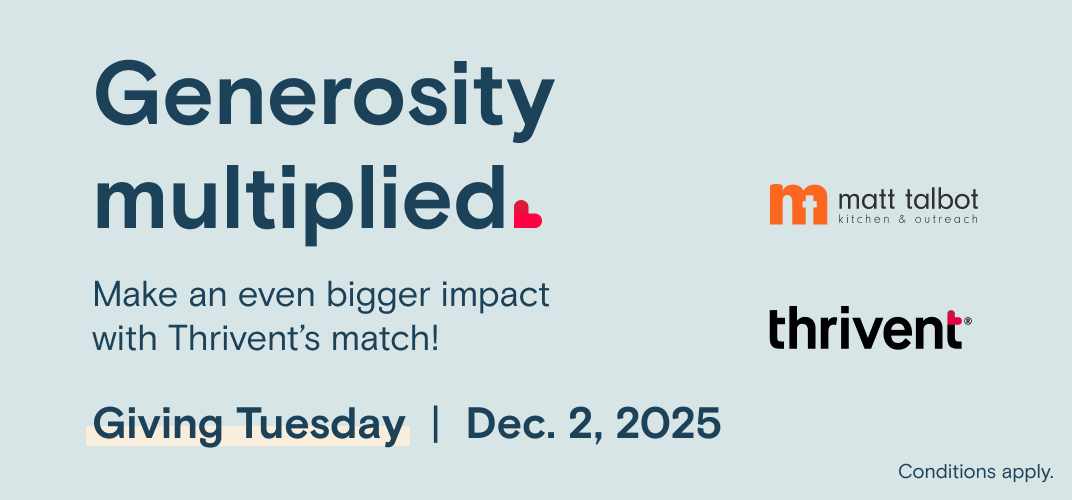 Generosity
multiplied
Make an even bigger impact
with Thrivent’s match!
Giving Tuesday | Dec. 2, 2025
matt talbot
kitchen & outreach
thrivent®
Conditions apply.